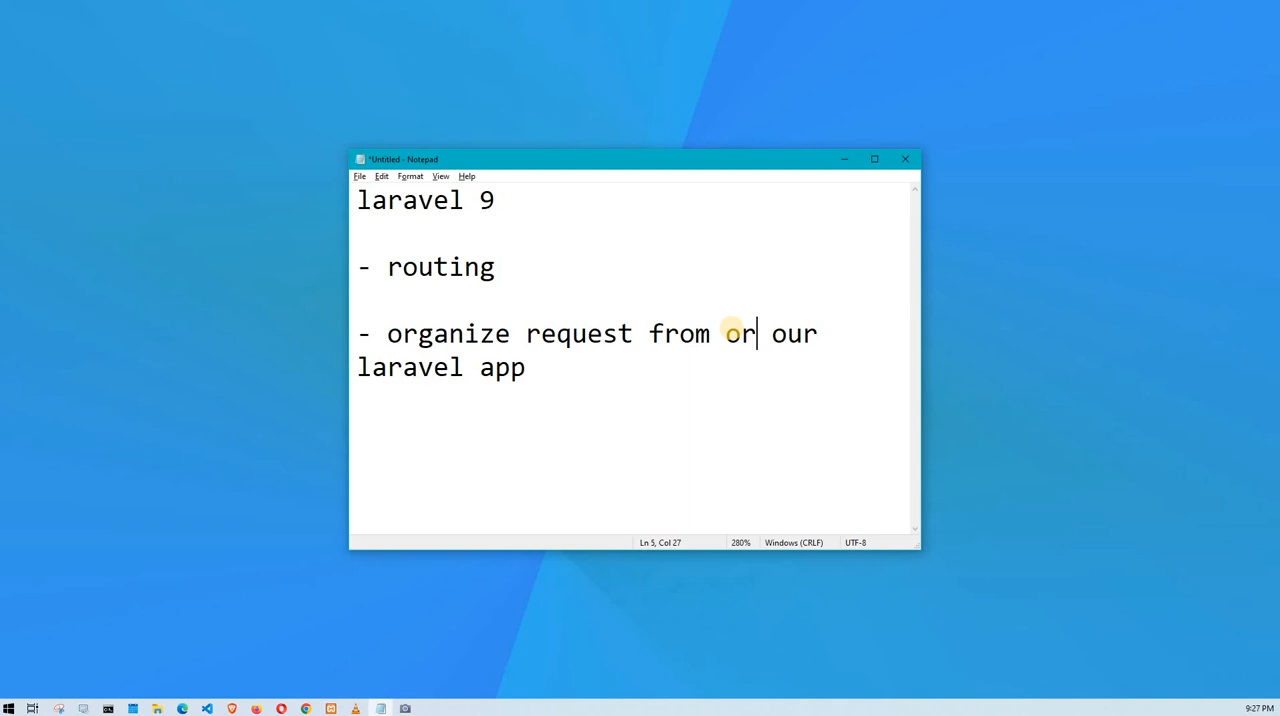 *Untitled - Notepad
File Edit Format View Help
laravel 9
- routing
- organize request from or our
laravel app
Ln 5, Col 27 280% Windows (CRLF) UTF-8
9:27 PM